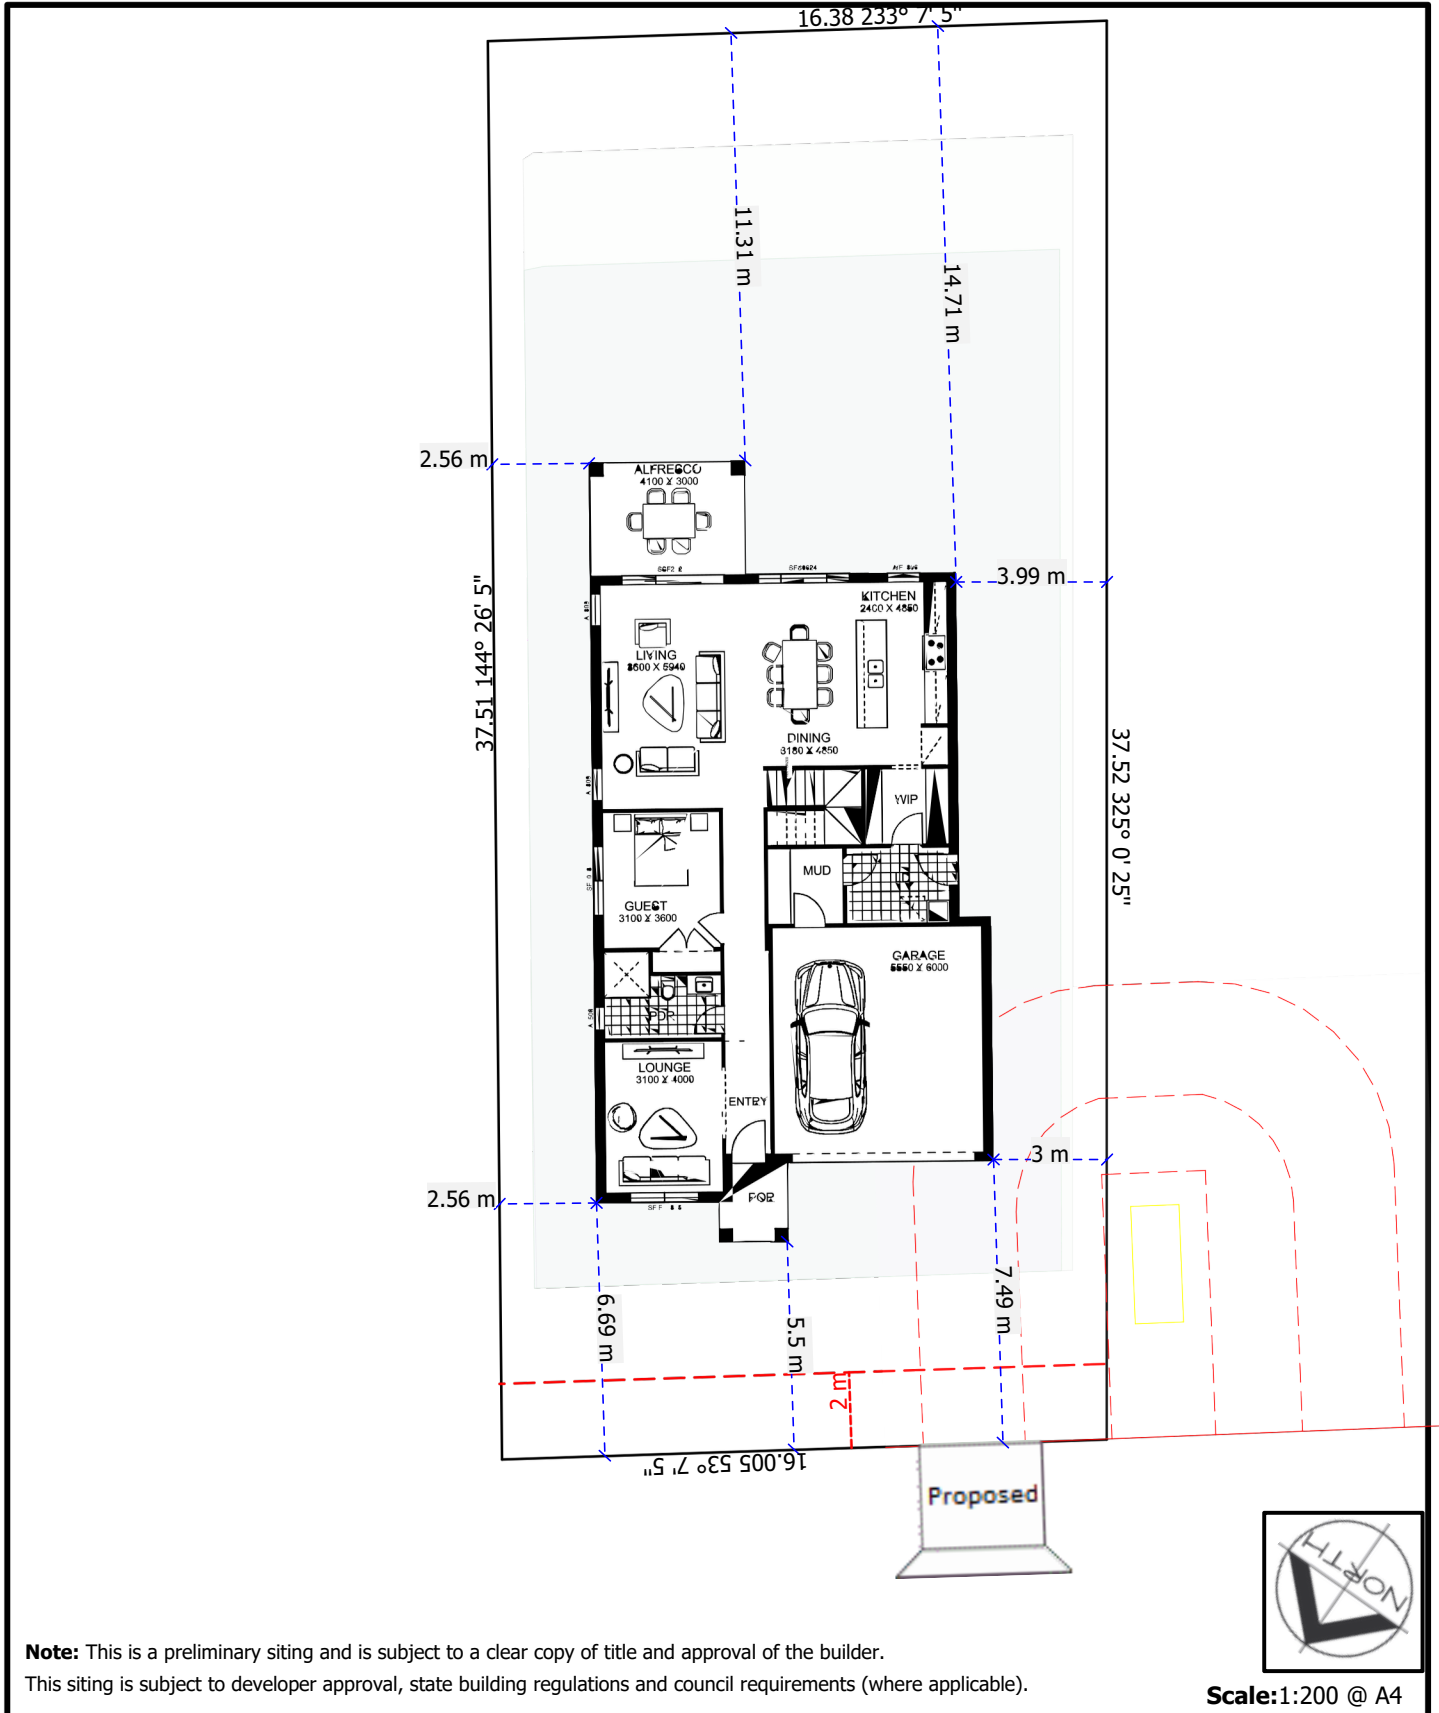 16.38 233° 7' 5"
11.31 m
14.71 m
2.56 m
ALFRESCO
4100 X 3000
3.99 m
KITCHEN
2400 X 4850
37.51 144° 26' 5"
LIVING
DINING
3180 X 4850
37.52 325° 0' 25"
WIP
MUD
GUEST
3100 X 3600
GARAGE
5550 X 6000
PDR
LOUNGE
3100 X 4000
ENTRY
3 m
2.56 m
POR
6.69 m
5.5 m
7.49 m
2 m
16.005 53° 7' 5"
Proposed
NORTH
Note: This is a preliminary siting and is subject to a clear copy of title and approval of the builder.
This siting is subject to developer approval, state building regulations and council requirements (where applicable).
Scale:1:200 @ A4